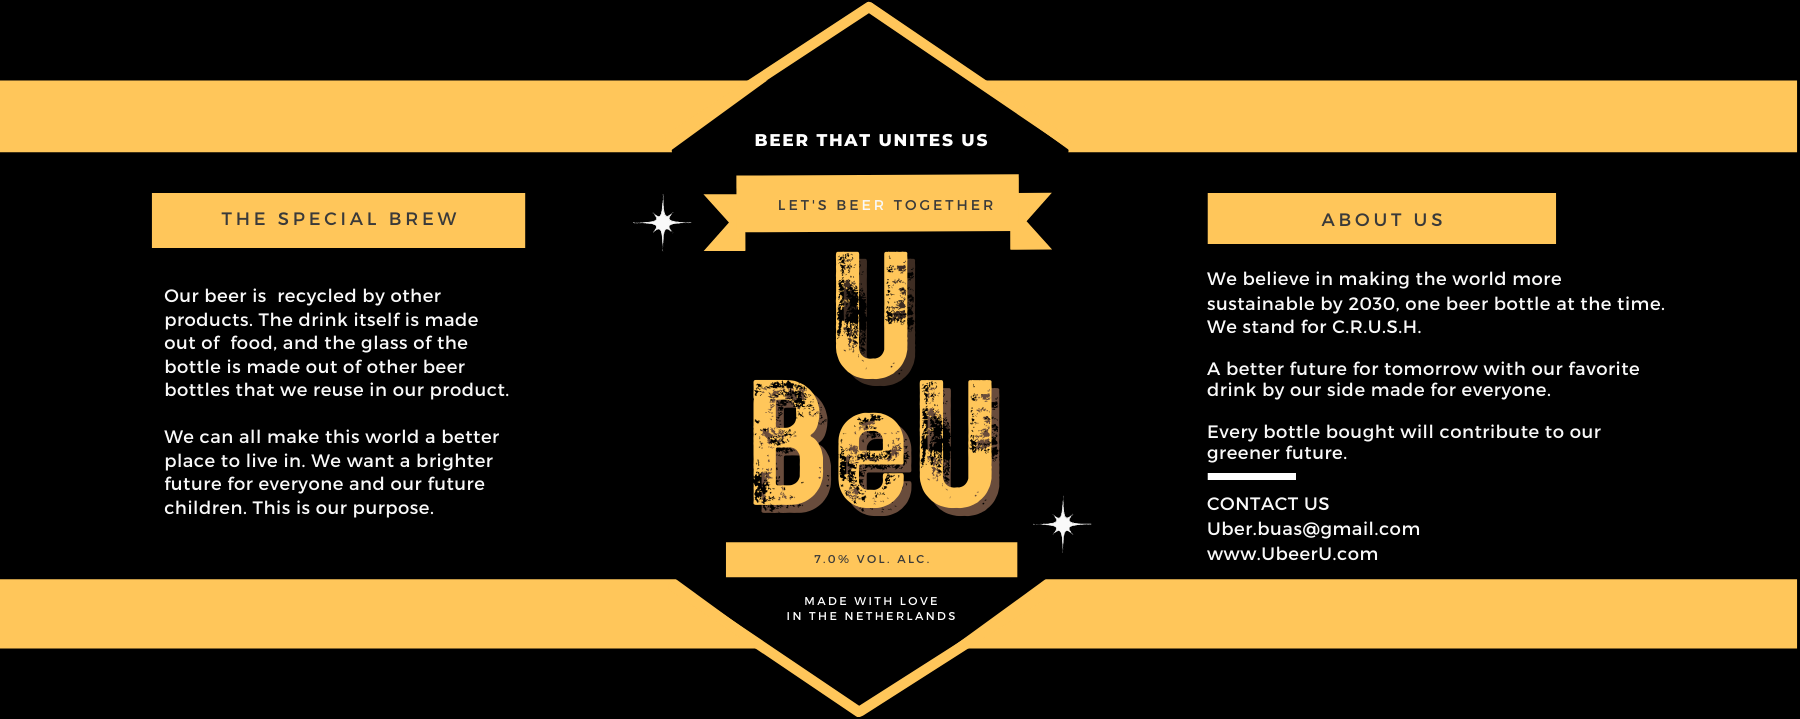 BEER THAT UNITES US
LET'S BEER TOGETHER
U
BeU
7.0% VOL. ALC.
MADE WITH LOVE
IN THE NETHERLANDS
THE SPECIAL BREW
Our beer is  recycled by other
products. The drink itself is made
out of  food, and the glass of the
bottle is made out of other beer
bottles that we reuse in our product.
We can all make this world a better
place to live in. We want a brighter
future for everyone and our future
children. This is our purpose.
ABOUT US
We believe in making the world more
sustainable by 2030, one beer bottle at the time.
We stand for C.R.U.S.H.
A better future for tomorrow with our favorite
drink by our side made for everyone.
Every bottle bought will contribute to our
greener future.
CONTACT US
Uber.buas@gmail.com
www.UbeerU.com